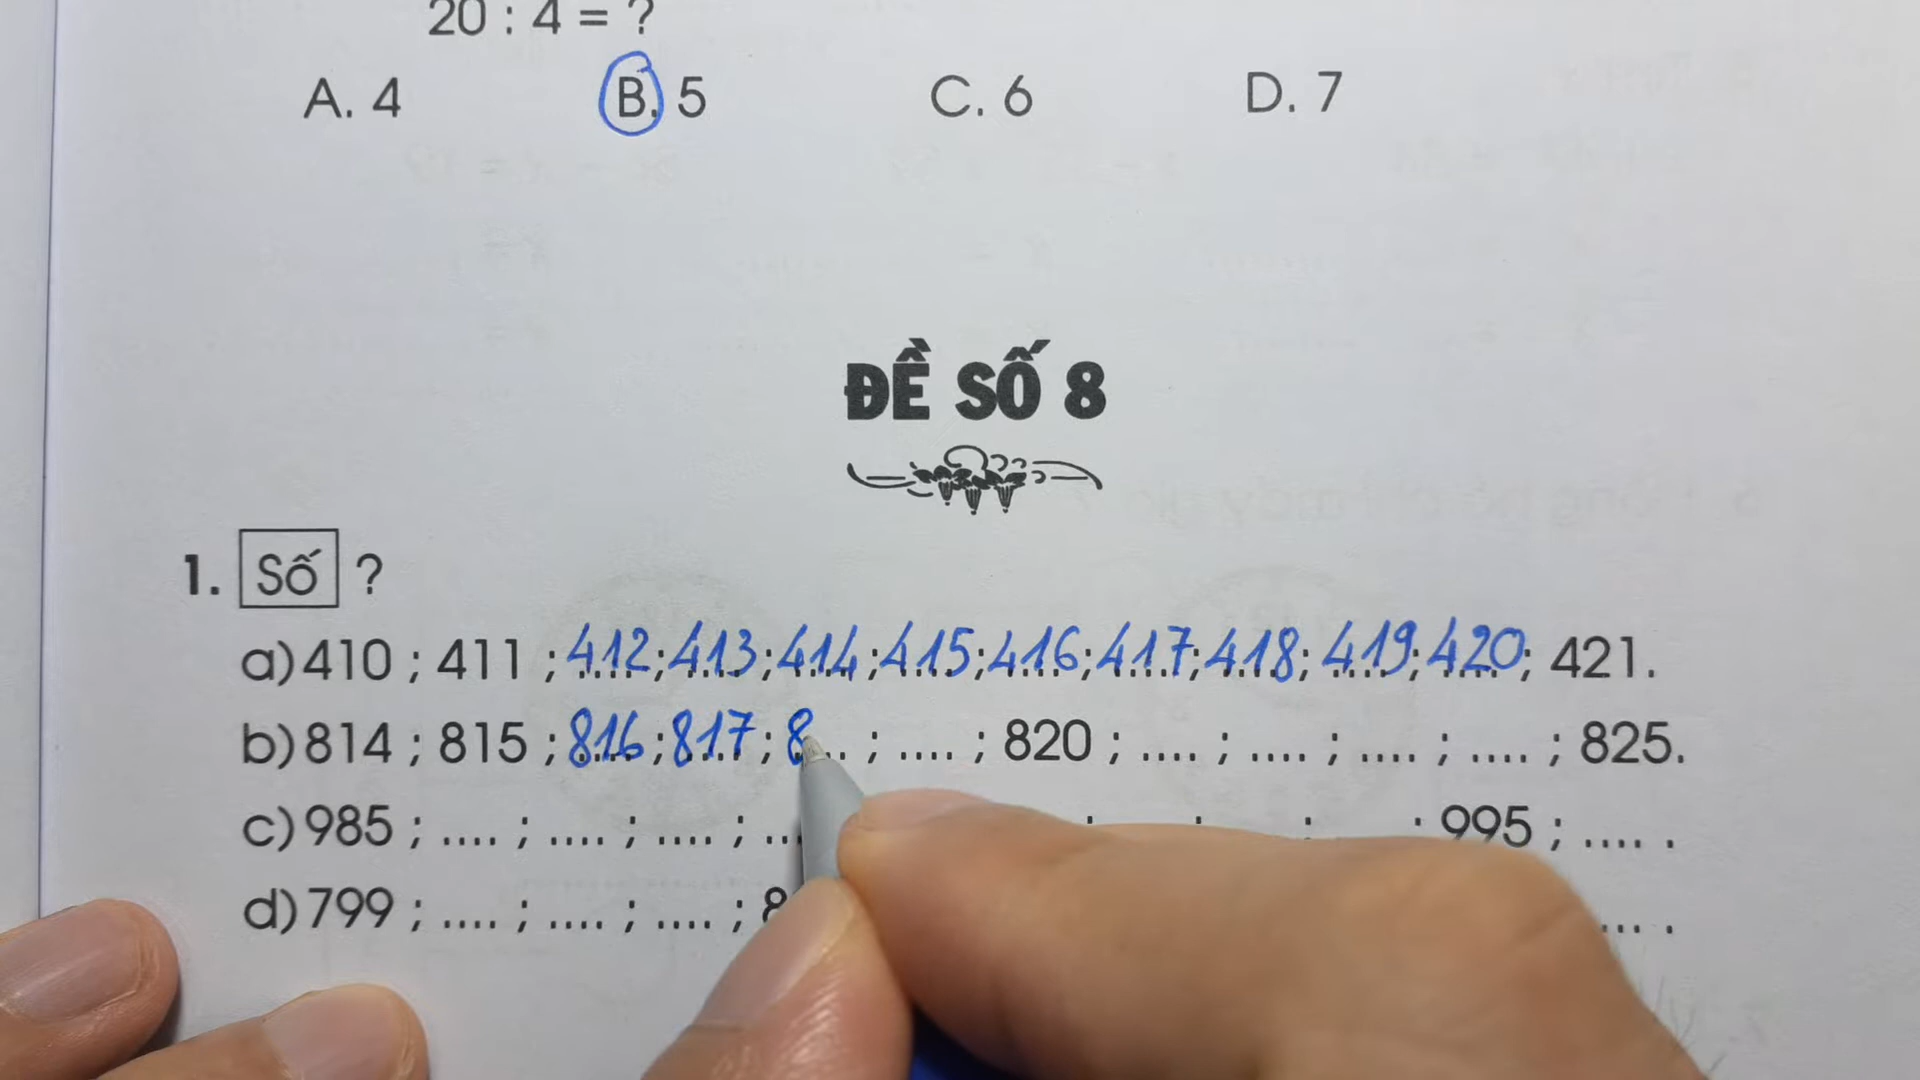 20 : 4 = ?
A. 4 B. 5 C. 6 D. 7
ĐỀ SỐ 8
1. Số ?
a) 410 ; 411 ; 412 ; 413 ; 414 ; 415 ; 416 ; 417 ; 418 ; 419 ; 420 ; 421.
b) 814 ; 815 ; 816 ; 817 ; 8.... ; .... ; 820 ; .... ; .... ; .... ; .... ; 825.
c) 985 ; .... ; .... ; .... ; .. ; ; ; ; 995 ; .... .
d) 799 ; .... ; .... ; .... ; 8 ... .